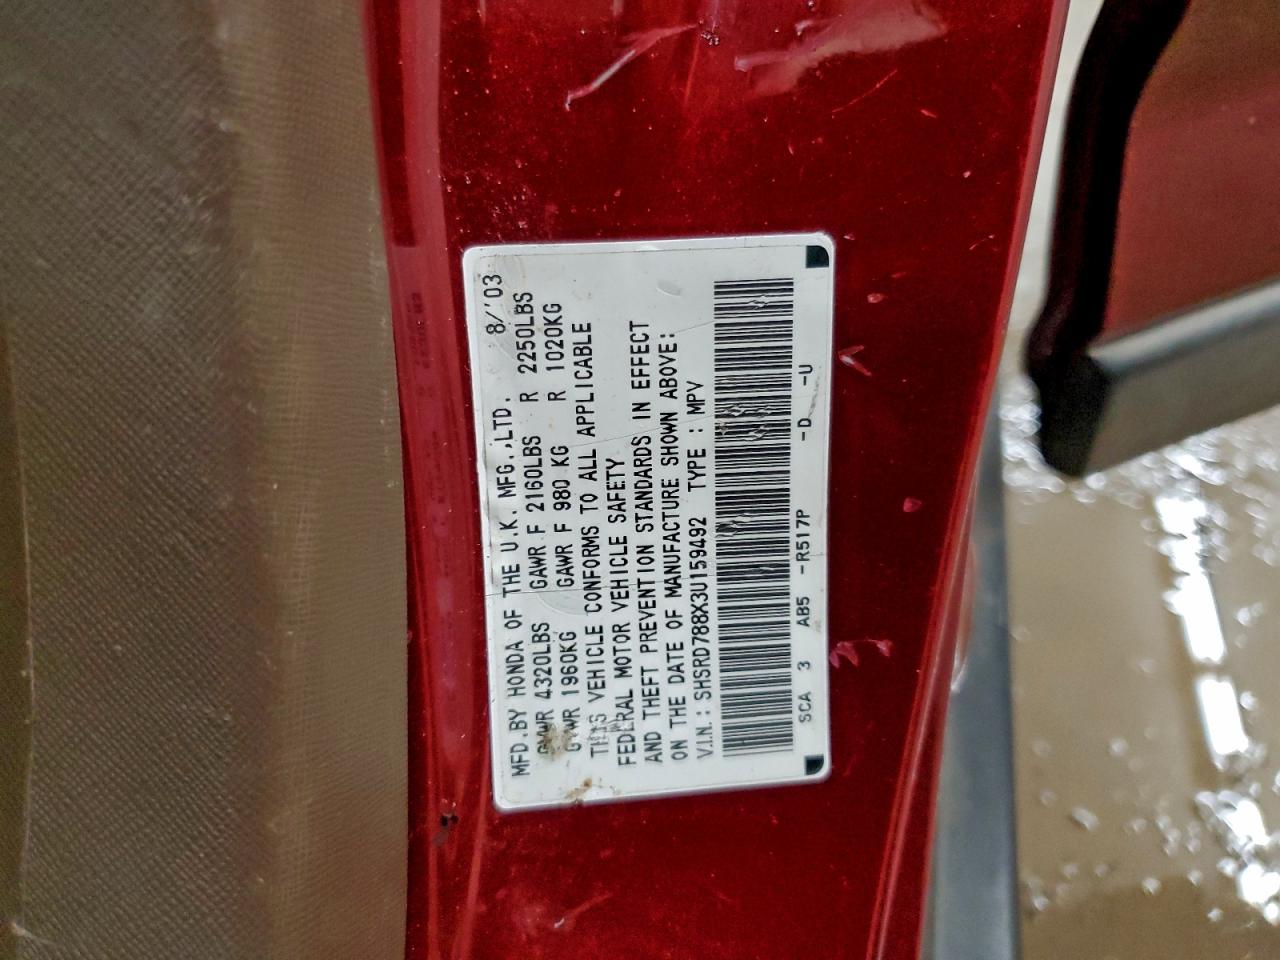 MFD.BY HONDA OF THE U.K. MFG.,LTD. 8/'03
GVWR 4320LBS GAWR F 2160LBS R 2250LBS
GVWR 1960KG GAWR F 980 KG R 1020KG
THIS VEHICLE CONFORMS TO ALL APPLICABLE
FEDERAL MOTOR VEHICLE SAFETY
AND THEFT PREVENTION STANDARDS IN EFFECT
ON THE DATE OF MANUFACTURE SHOWN ABOVE:
V.I.N.: SHSRD788X3U159492 TYPE : MPV
SCA 3 AB5 -R517P -D -U